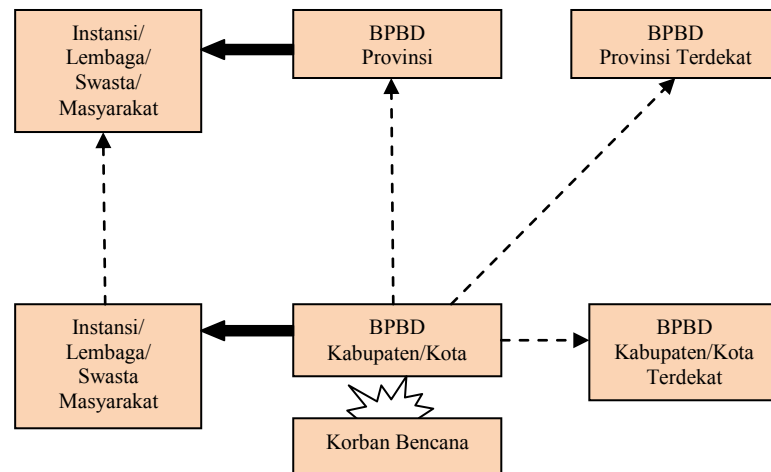 Instansi/
Lembaga/
Swasta/
Masyarakat
BPBD
Provinsi
BPBD
Provinsi Terdekat
Instansi/
Lembaga/
Swasta
Masyarakat
BPBD
Kabupaten/Kota
BPBD
Kabupaten/Kota
Terdekat
Korban Bencana